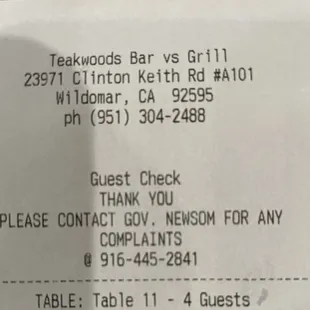 Teakwoods Bar vs Grill
23971 Clinton Keith Rd #A101
Wildomar, CA 92595
ph (951) 304-2488
Guest Check
THANK YOU
PLEASE CONTACT GOV. NEWSOM FOR ANY
COMPLAINTS
@ 916-445-2841
TABLE: Table 11 - 4 Guests